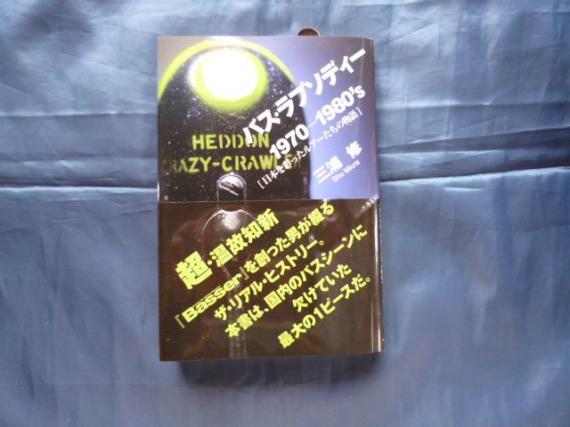 バス・ラプソディー
1970—1980's
[日本を創ったルアーたちの物語]
三浦 修
Shu Miura
HEDDON
CRAZY-CRAWL
超・温故知新
『Basser』を創った男が綴る
ザ・リアル・ヒストリー。
本書は、国内のバスシーンに
欠けていた
最大の1ピースだ。